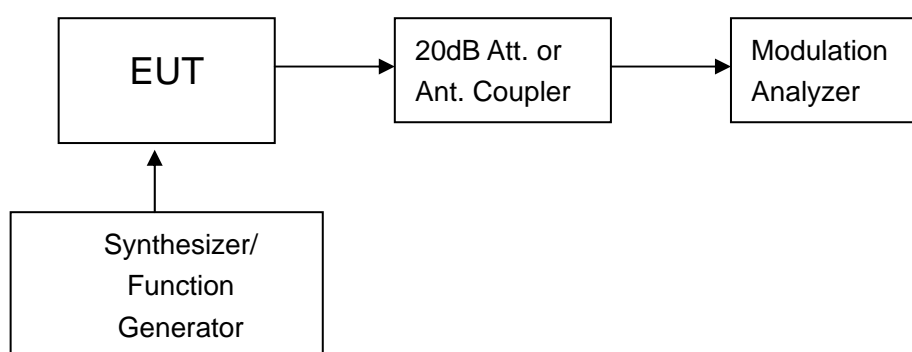 EUT
20dB Att. or
Ant. Coupler
Modulation
Analyzer
Synthesizer/
Function
Generator